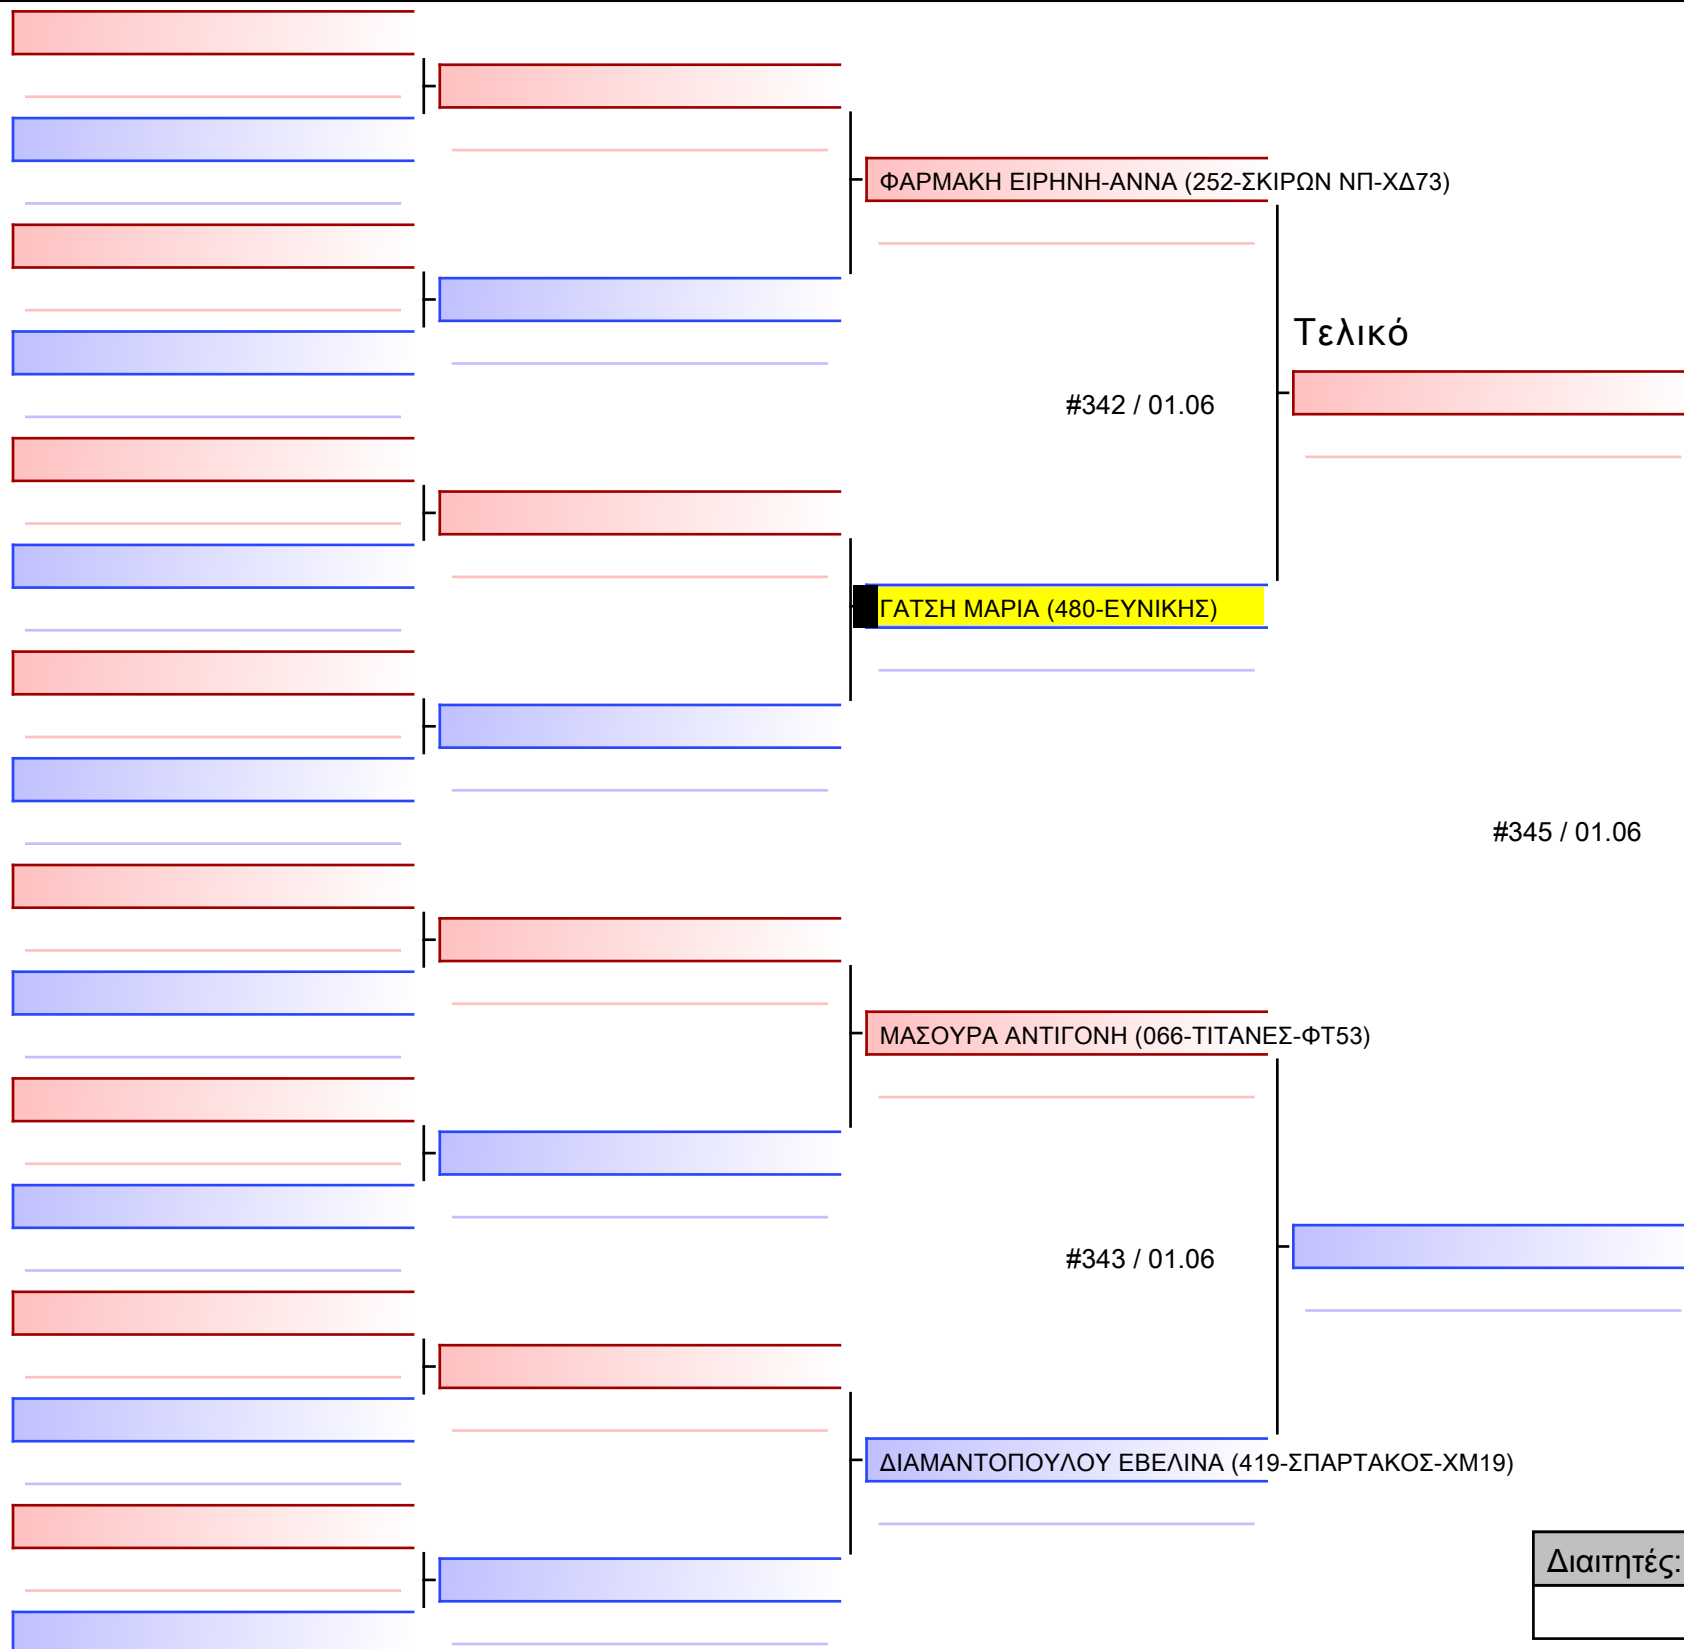 ΦΑΡΜΑΚΗ ΕΙΡΗΝΗ-ΑΝΝΑ (252-ΣΚΙΡΩΝ ΝΠ-ΧΔ73)
Τελικό
#342 / 01.06
ΓΑΤΣΗ ΜΑΡΙΑ (480-ΕΥΝΙΚΗΣ)
#345 / 01.06
ΜΑΣΟΥΡΑ ΑΝΤΙΓΟΝΗ (066-ΤΙΤΑΝΕΣ-ΦΤ53)
#343 / 01.06
ΔΙΑΜΑΝΤΟΠΟΥΛΟΥ ΕΒΕΛΙΝΑ (419-ΣΠΑΡΤΑΚΟΣ-ΧΜ19)
Διαιτητές: